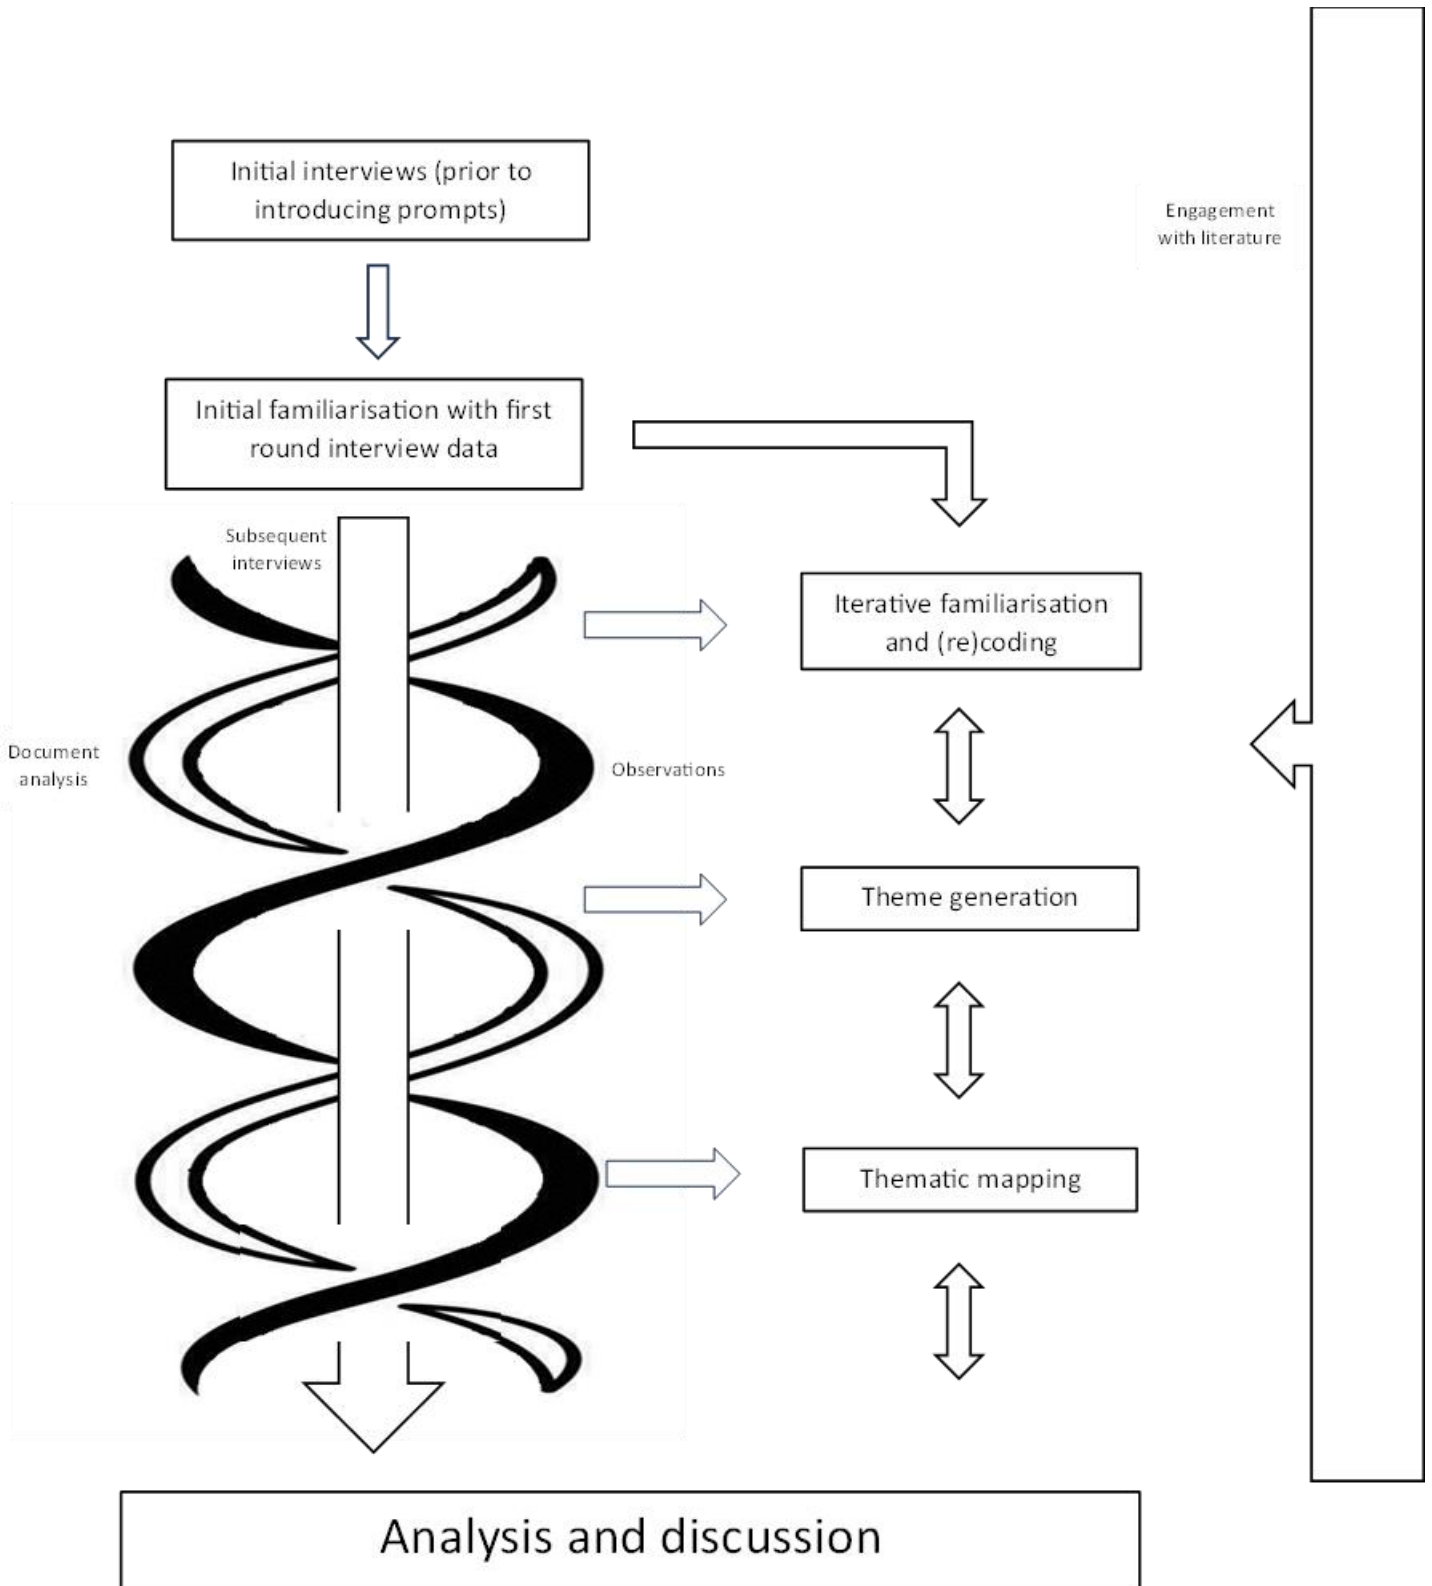 Initial interviews (prior to
introducing prompts)
Engagement
with literature
Initial familiarisation with first
round interview data
Subsequent
interviews
Iterative familiarisation
and (re)coding
Document
analysis
Observations
Theme generation
Thematic mapping
Analysis and discussion